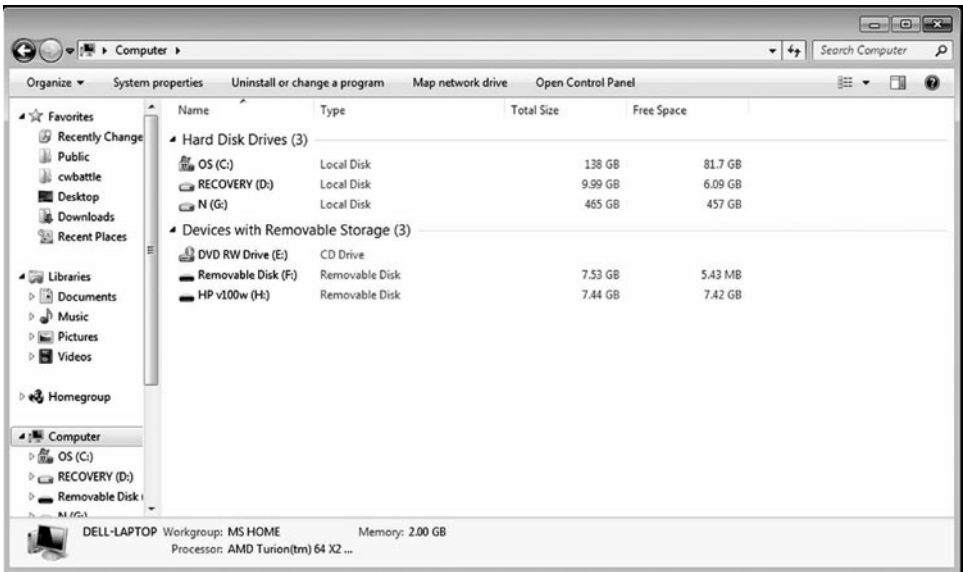 Computer
Search Computer
Organize
System properties
Uninstall or change a program
Map network drive
Open Control Panel
Favorites
Recently Change
Public
cwbattle
Desktop
Downloads
Recent Places
Libraries
Documents
Music
Pictures
Videos
Homegroup
Computer
OS (C:)
RECOVERY (D:)
Removable Disk
N (G:)
Name Type Total Size Free Space
Hard Disk Drives (3)
OS (C:) Local Disk 138 GB 81.7 GB
RECOVERY (D:) Local Disk 9.99 GB 6.09 GB
N (G:) Local Disk 465 GB 457 GB
Devices with Removable Storage (3)
DVD RW Drive (E:) CD Drive
Removable Disk (F:) Removable Disk 7.53 GB 5.43 MB
HP v100w (H:) Removable Disk 7.44 GB 7.42 GB
DELL-LAPTOP Workgroup: MS HOME Memory: 2.00 GB
Processor: AMD Turion(tm) 64 X2 ...